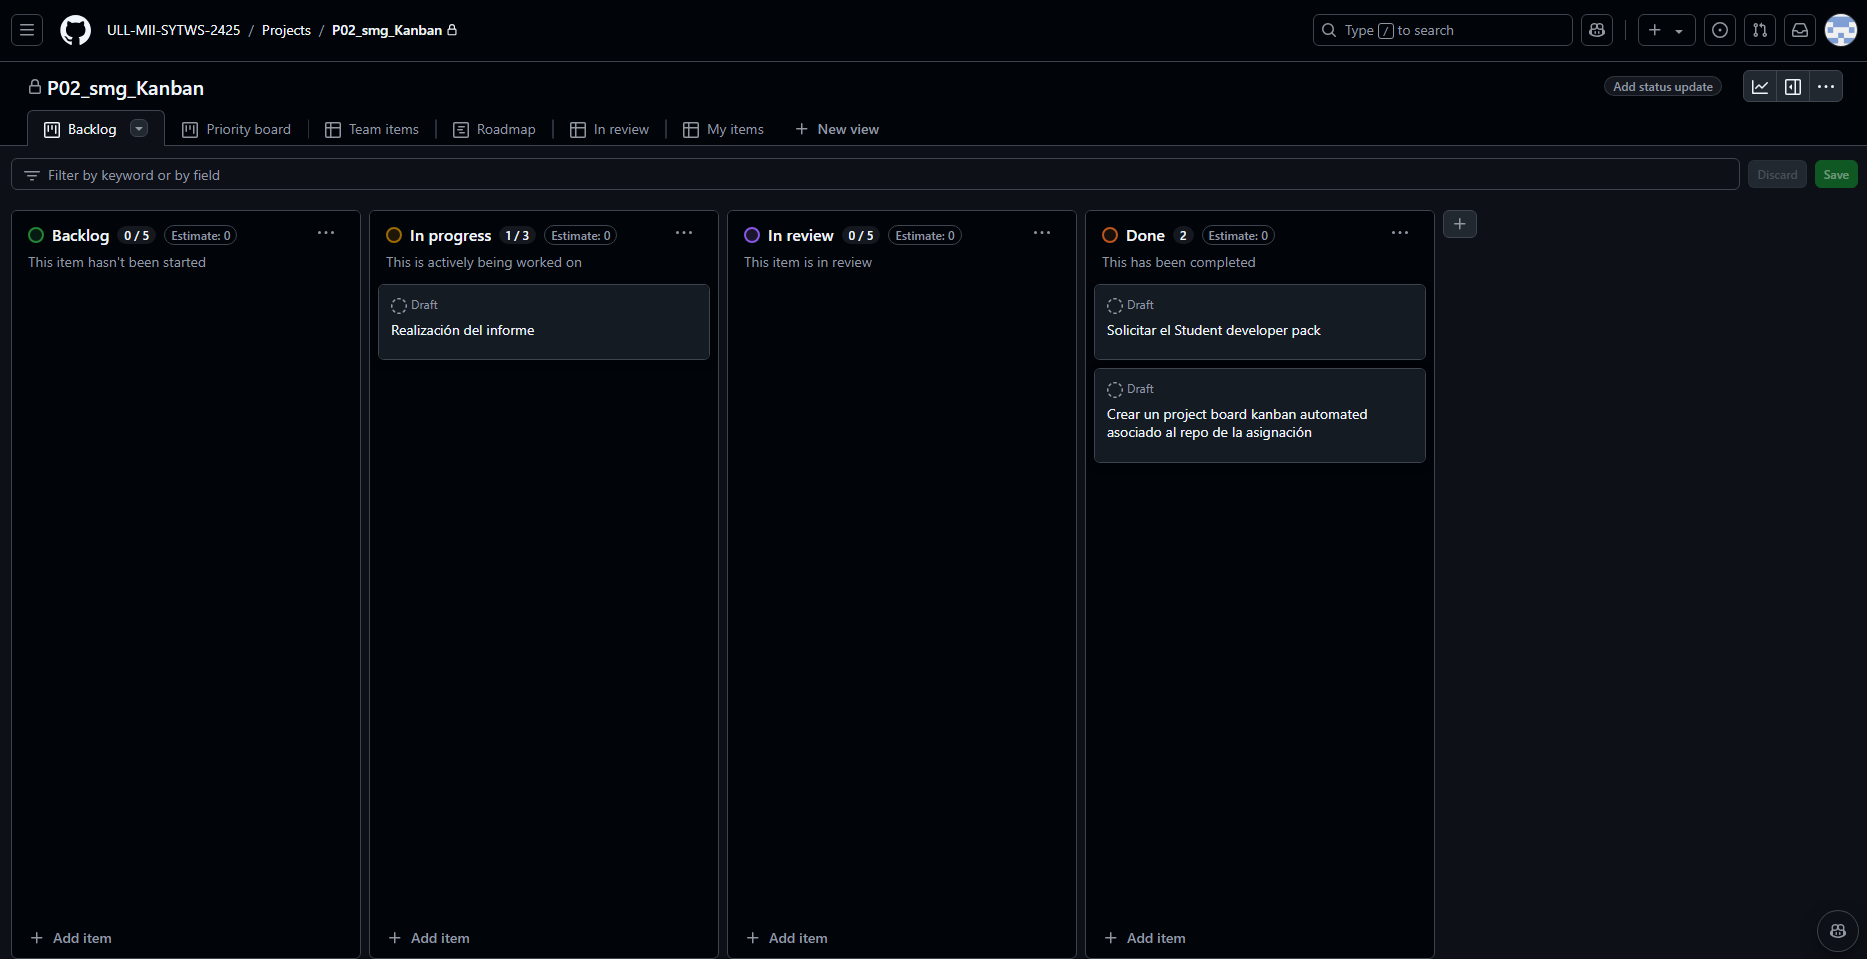 ULL-MII-SYTWS-2425 / Projects / P02_smg_Kanban
Type / to search
P02_smg_Kanban
Add status update
Backlog
Priority board
Team items
Roadmap
In review
My items
New view
Filter by keyword or by field
Discard
Save
Backlog 0 / 5 Estimate: 0
This item hasn't been started
Add item
In progress 1 / 3 Estimate: 0
This is actively being worked on
Draft
Realización del informe
Add item
In review 0 / 5 Estimate: 0
This item is in review
Add item
Done 2 Estimate: 0
This has been completed
Draft
Solicitar el Student developer pack
Draft
Crear un project board kanban automated
asociado al repo de la asignación
Add item